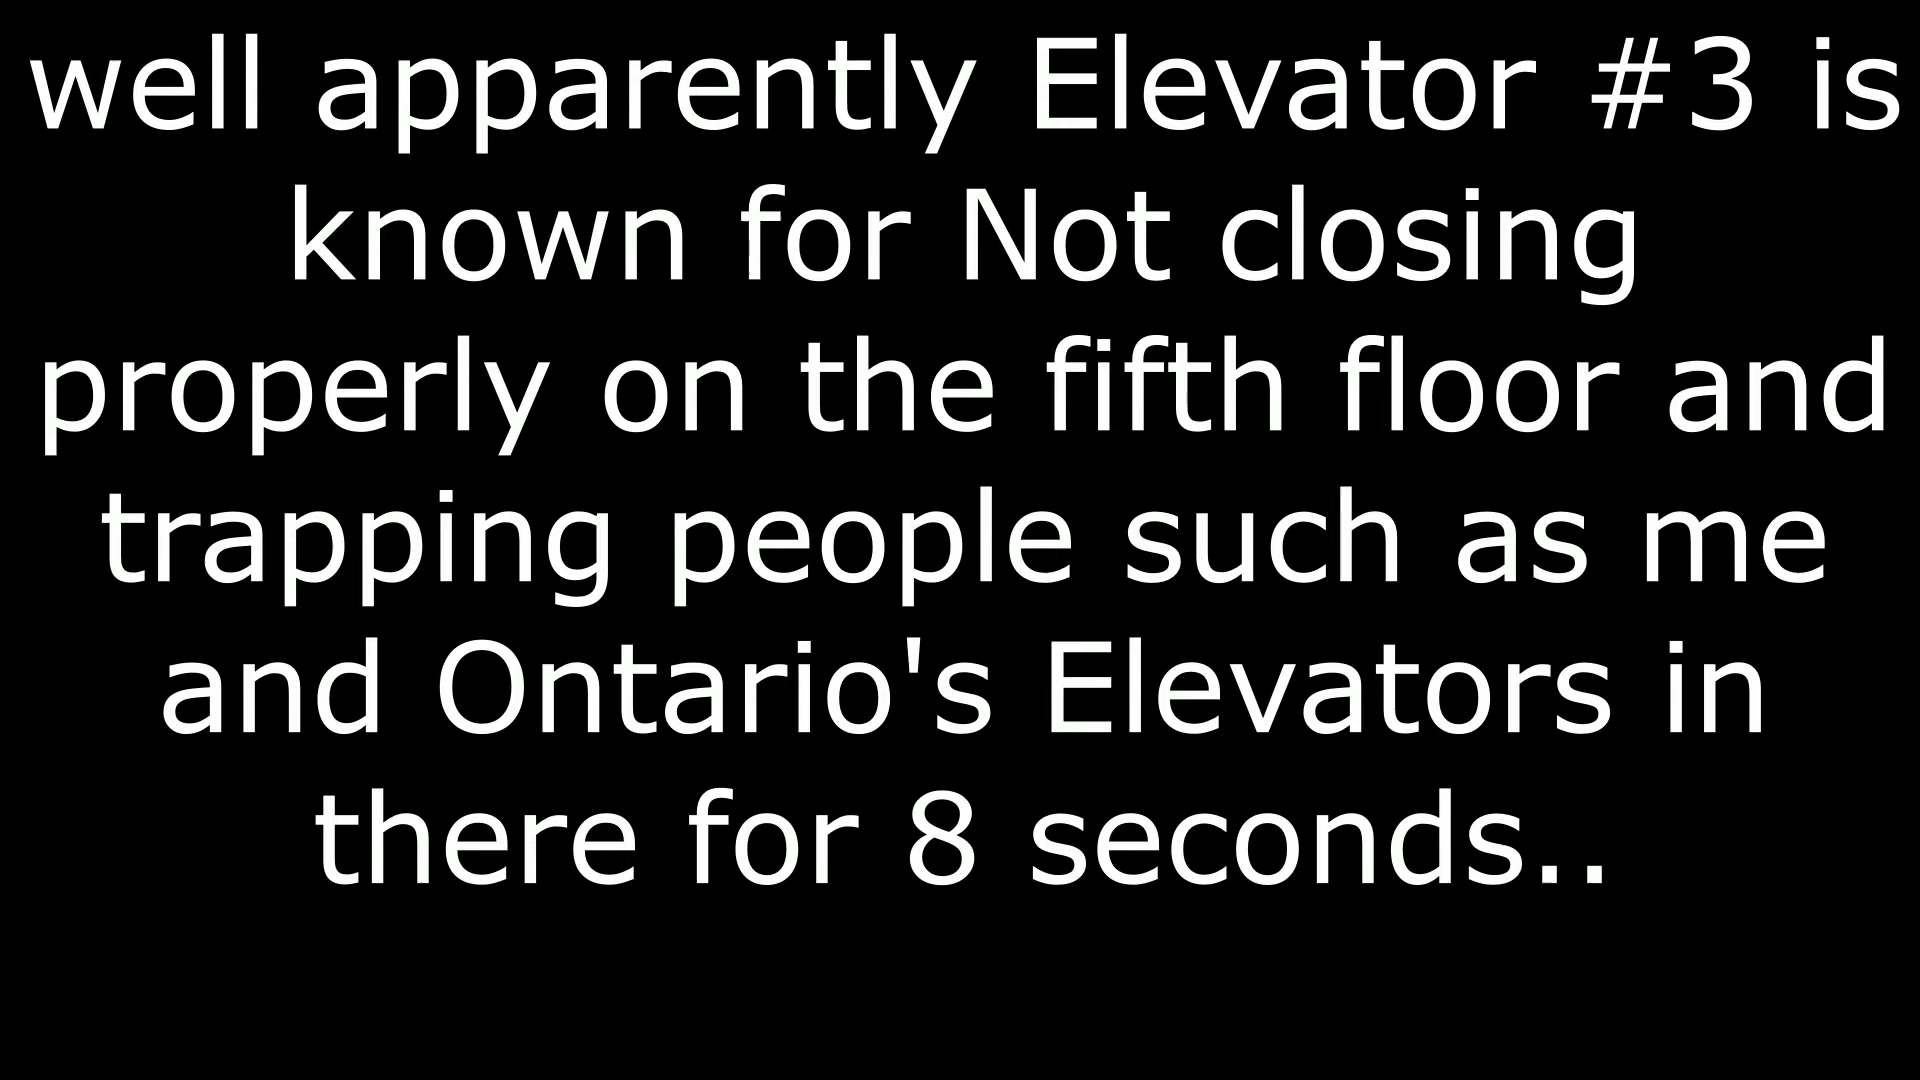 well apparently Elevator #3 is
known for Not closing
properly on the fifth floor and
trapping people such as me
and Ontario's Elevators in
there for 8 seconds..